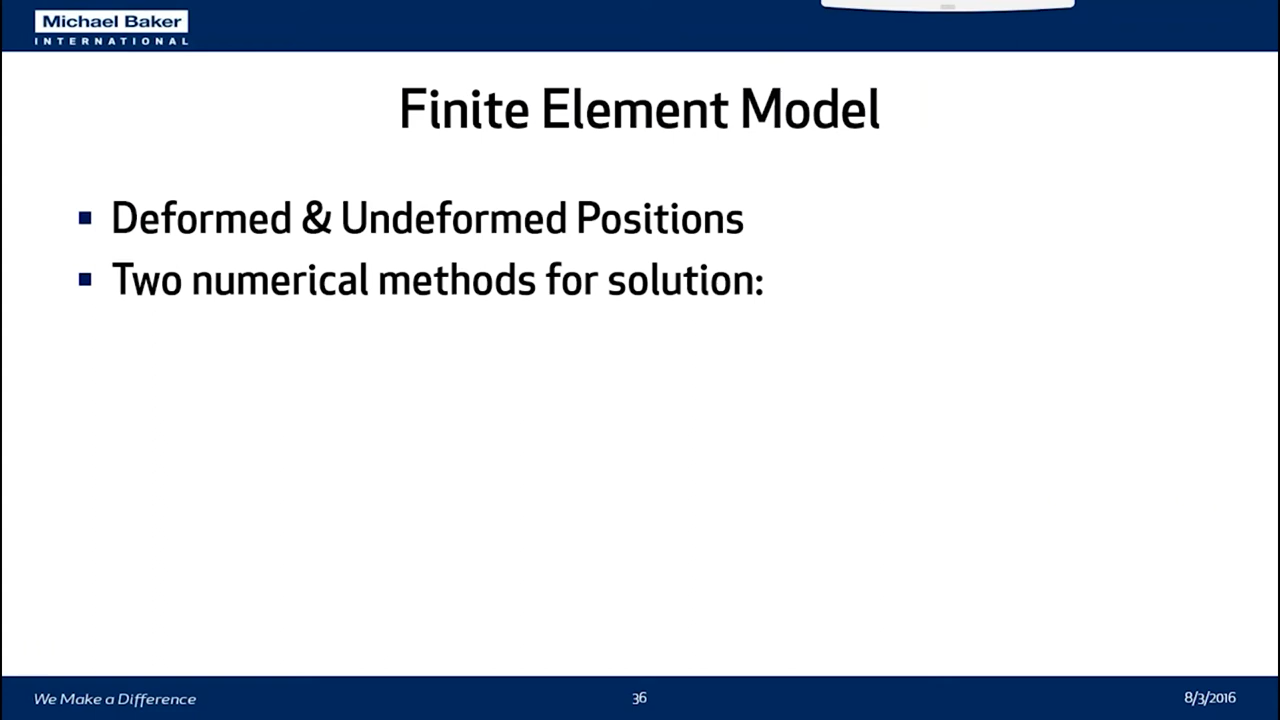 Michael Baker
INTERNATIONAL
Finite Element Model
▪ Deformed & Undeformed Positions
▪ Two numerical methods for solution:
We Make a Difference
36
8/3/2016